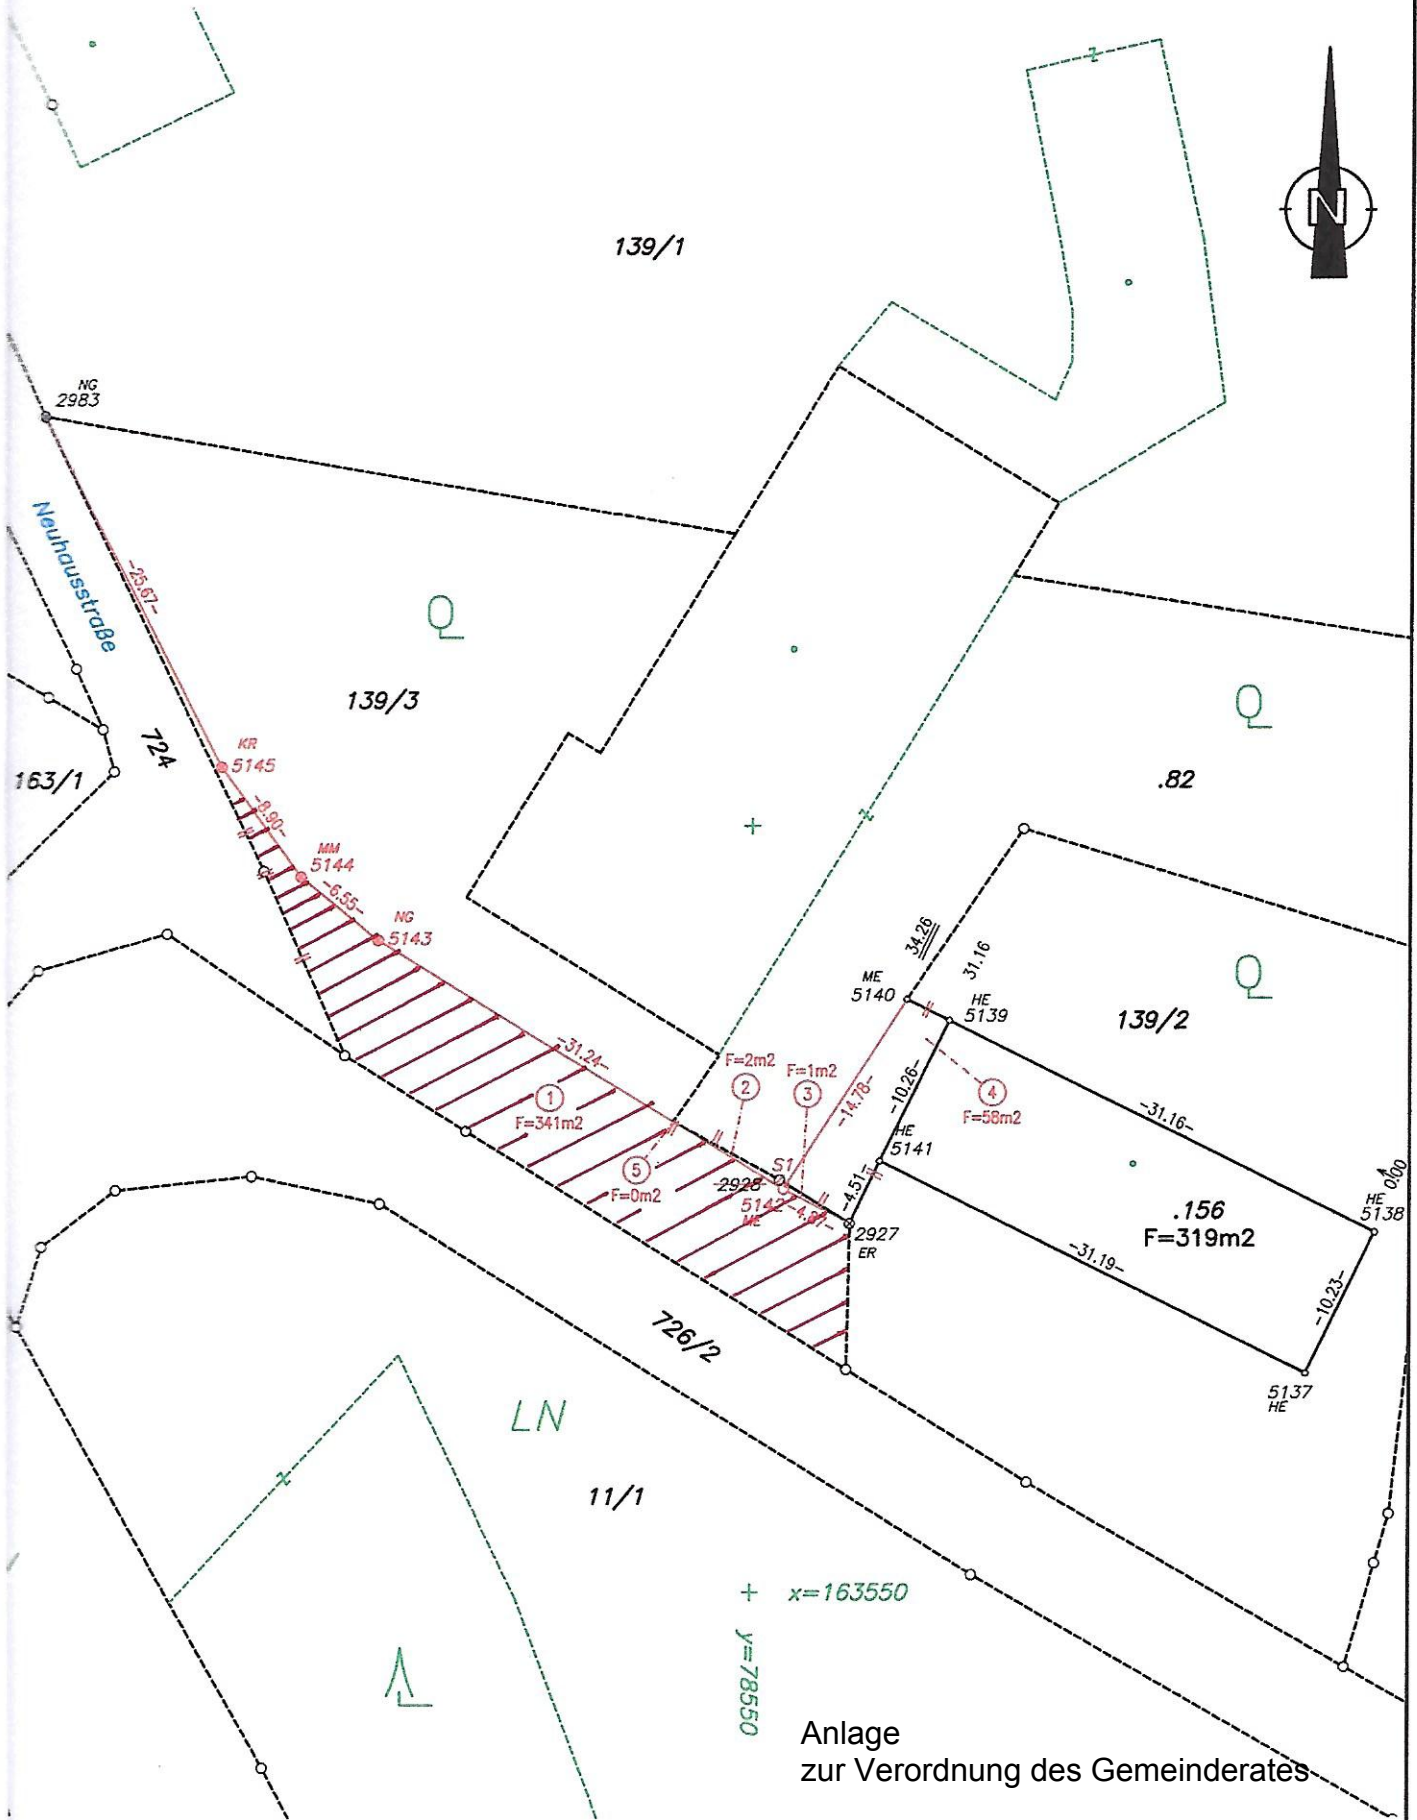 N
139/1
NG
2983
Neuhausstraße
-25.67-
139/3
724
163/1
KR
5145
-8.90-
MM
5144
-6.55-
NG
5143
.82
34.26
31.16
ME
5140
HE
5139
139/2
-31.24-
F=2m2
2
F=1m2
3
-14.78-
-10.26-
4
F=58m2
1
F=341m2
-31.16-
HE
5141
5
F=0m2
S1
2928
5142
ME
-4.87-
-4.51-
2927
ER
.156
F=319m2
0.00
HE
5138
-31.19-
-10.23-
726/2
5137
HE
LN
11/1
x=163550
y=78550
Anlage
zur Verordnung des Gemeinderates